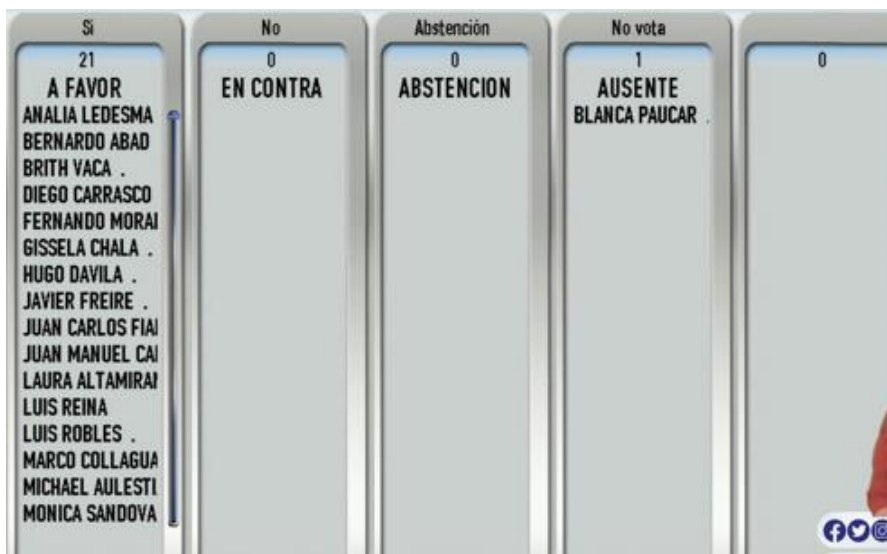 Si
21
A FAVOR
ANALIA LEDESMA
BERNARDO ABAD
BRITH VACA .
DIEGO CARRASCO
FERNANDO MORAI
GISSELA CHALA .
HUGO DAVILA .
JAVIER FREIRE .
JUAN CARLOS FIAI
JUAN MANUEL CAI
LAURA ALTAMIRAN
LUIS REINA
LUIS ROBLES .
MARCO COLLAGUA
MICHAEL AULESTI
MONICA SANDOVA
No
0
EN CONTRA
Abstención
0
ABSTENCION
No vota
1
AUSENTE
BLANCA PAUCAR .
0